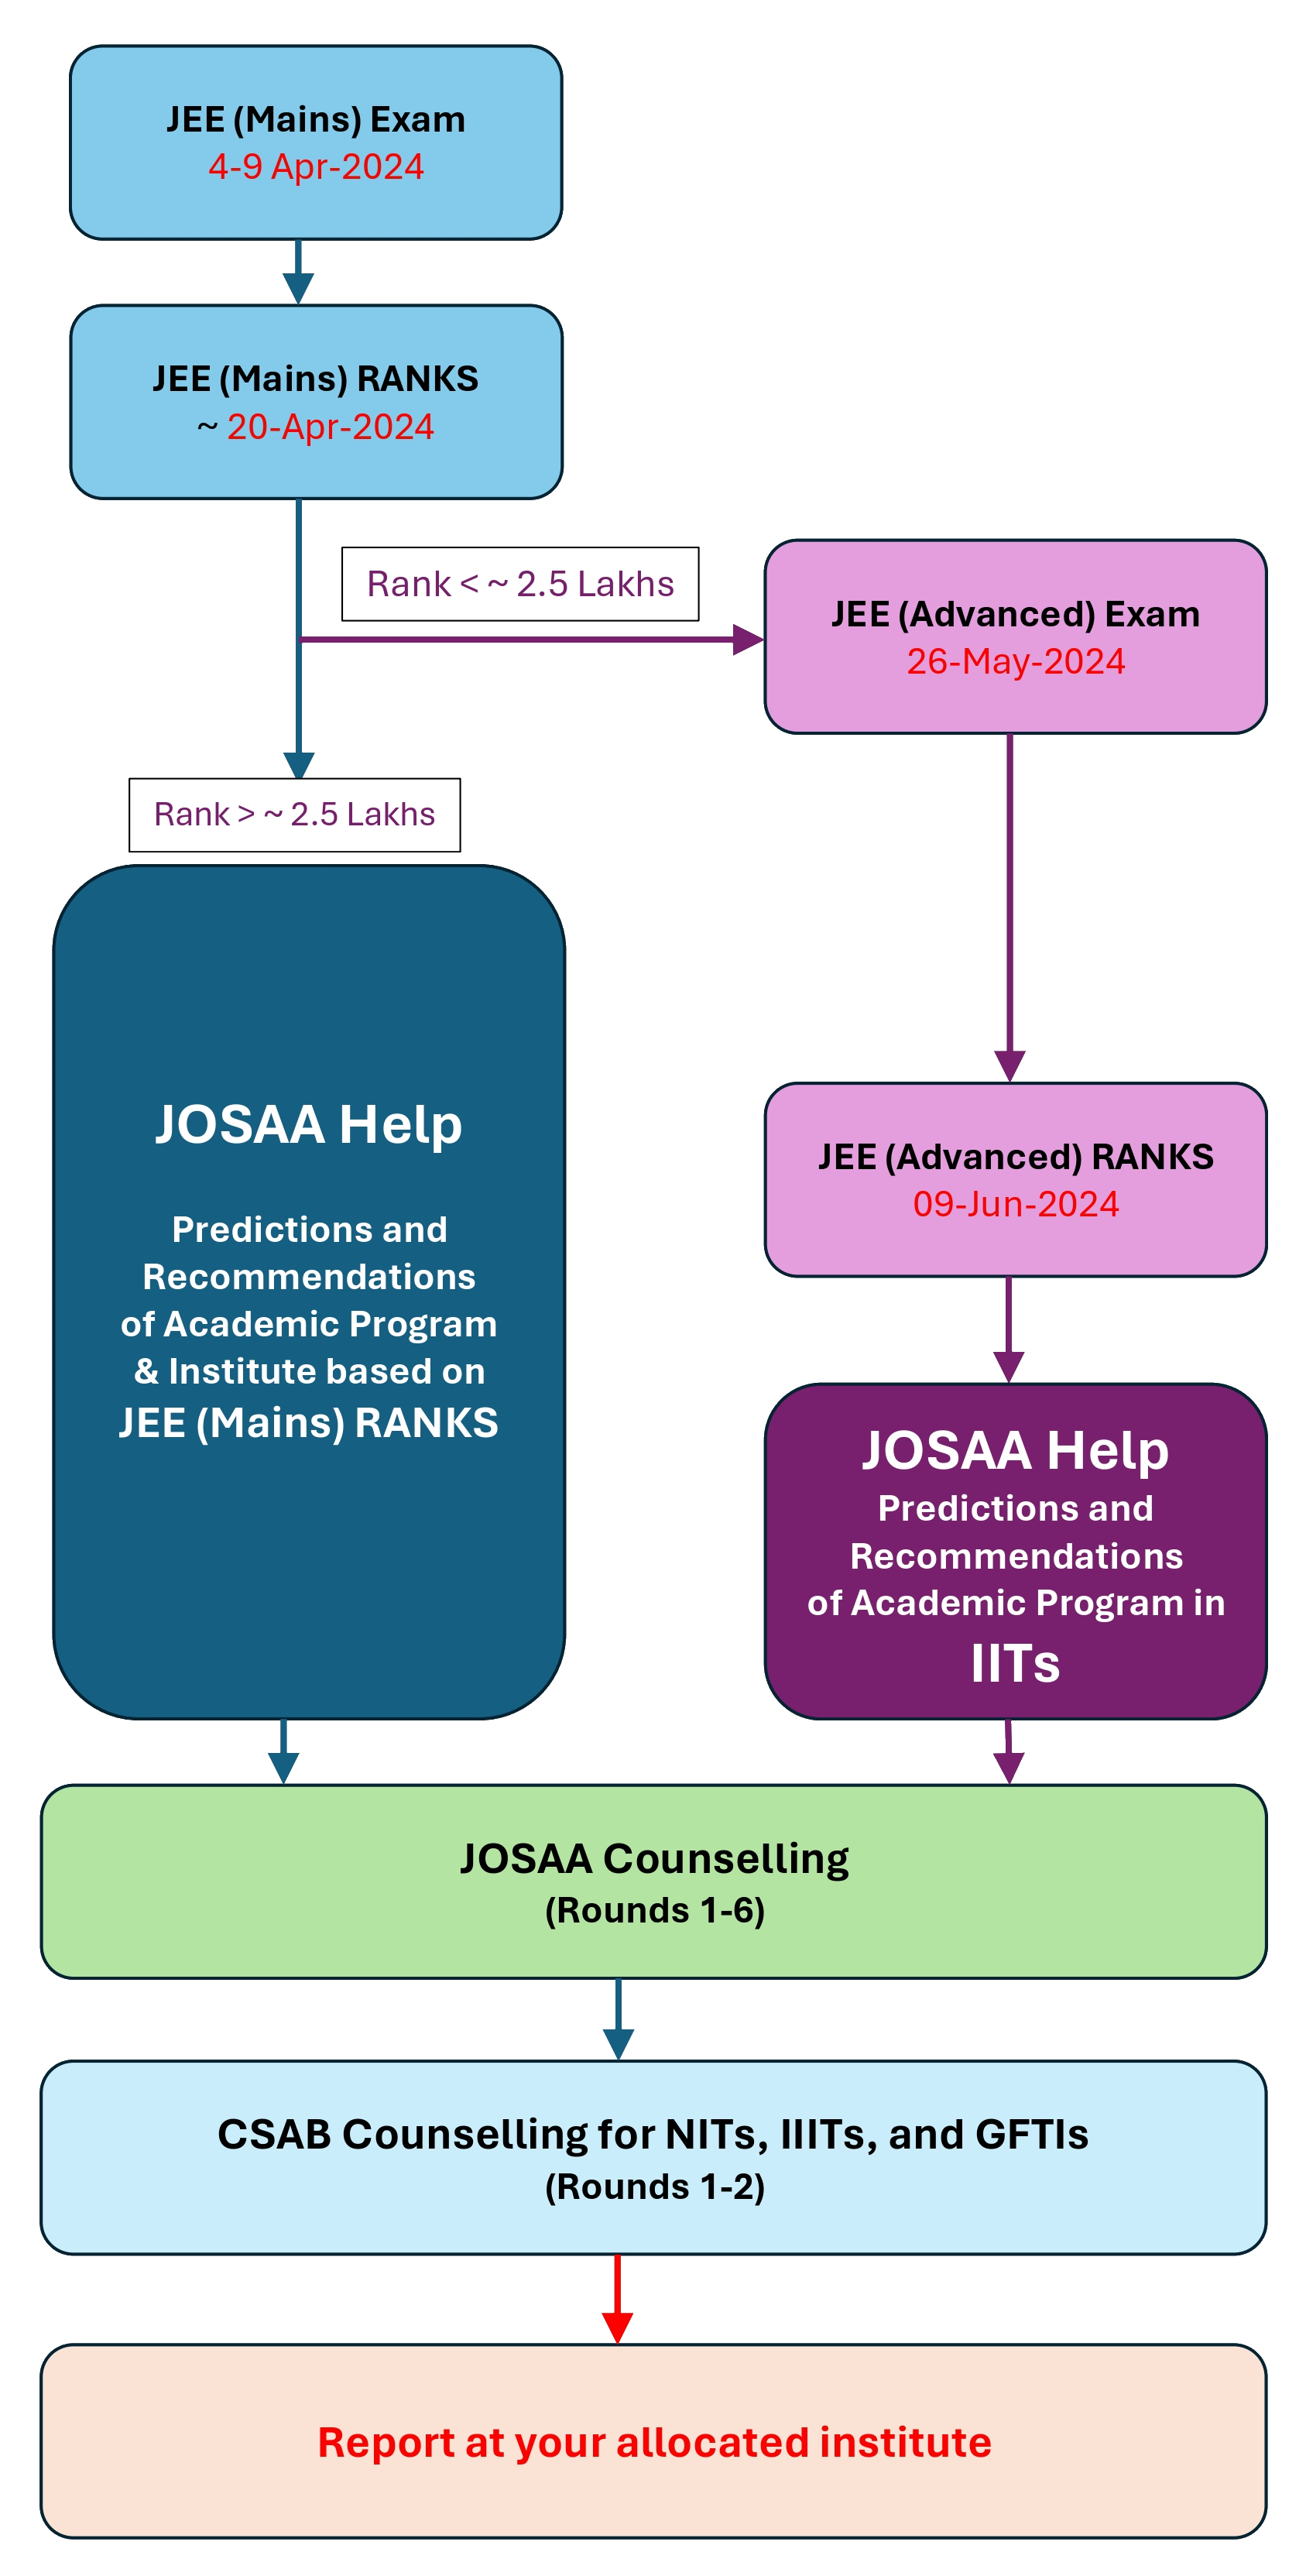 JEE (Mains) Exam
4-9 Apr-2024
JEE (Mains) RANKS
~ 20-Apr-2024
Rank < ~ 2.5 Lakhs
JEE (Advanced) Exam
26-May-2024
Rank > ~ 2.5 Lakhs
JOSAA Help
Predictions and
Recommendations
of Academic Program
& Institute based on
JEE (Mains) RANKS
JEE (Advanced) RANKS
09-Jun-2024
JOSAA Help
Predictions and
Recommendations
of Academic Program in
IITs
JOSAA Counselling
(Rounds 1-6)
CSAB Counselling for NITs, IIITs, and GFTIs
(Rounds 1-2)
Report at your allocated institute